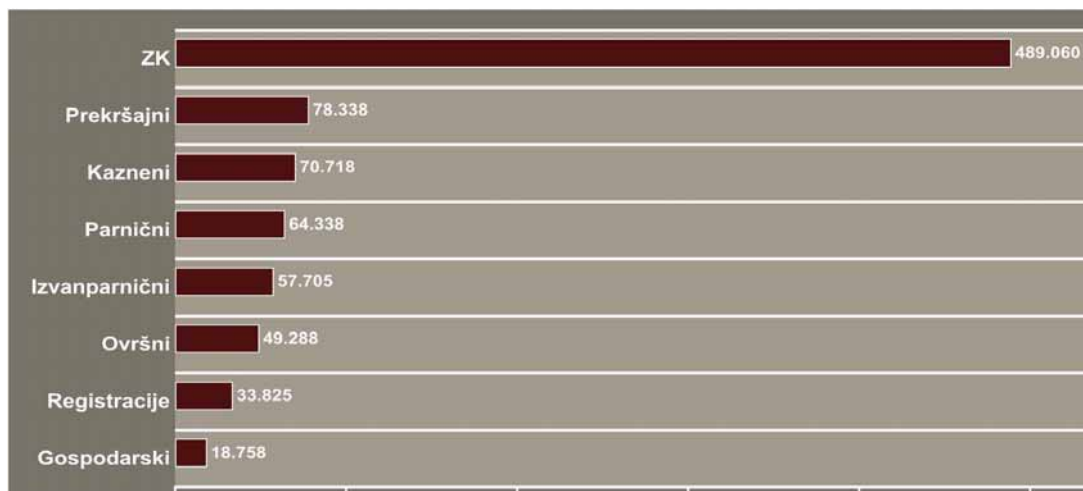 ZK 489.060
Prekršajni 78.338
Kazneni 70.718
Parnični 64.338
Izvanparnični 57.705
Ovršni 49.288
Registracije 33.825
Gospodarski 18.758